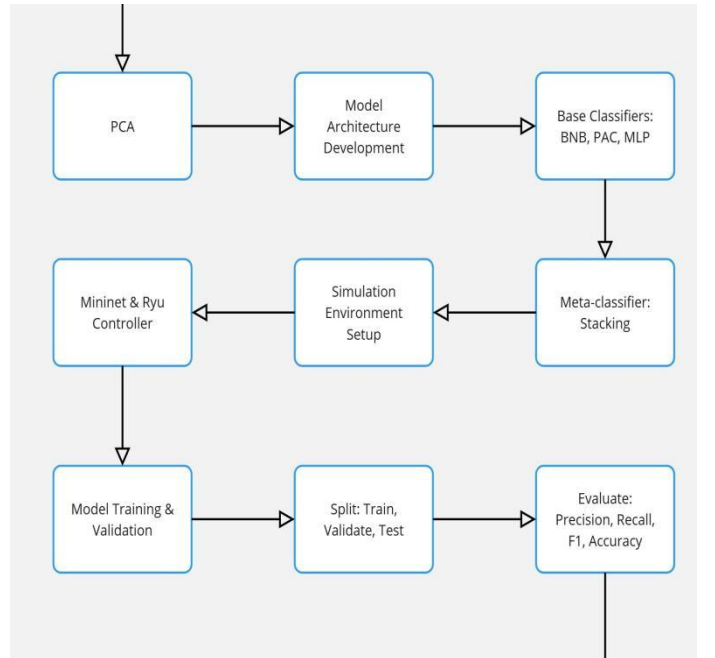 PCA
Model
Architecture
Development
Base Classifiers:
BNB, PAC, MLP
Mininet & Ryu
Controller
Simulation
Environment
Setup
Meta-classifier:
Stacking
Model Training &
Validation
Split: Train,
Validate, Test
Evaluate:
Precision, Recall,
F1, Accuracy